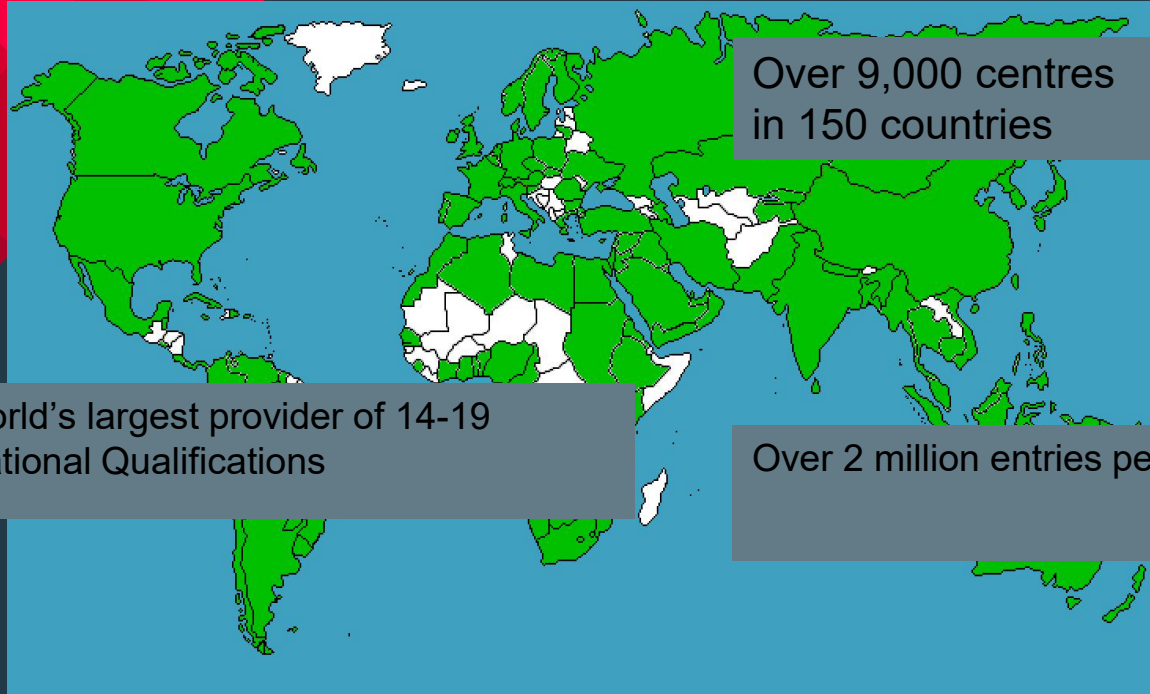 Over 9,000 centres
in 150 countries
orld's largest provider of 14-19
ational Qualifications
Over 2 million entries pe